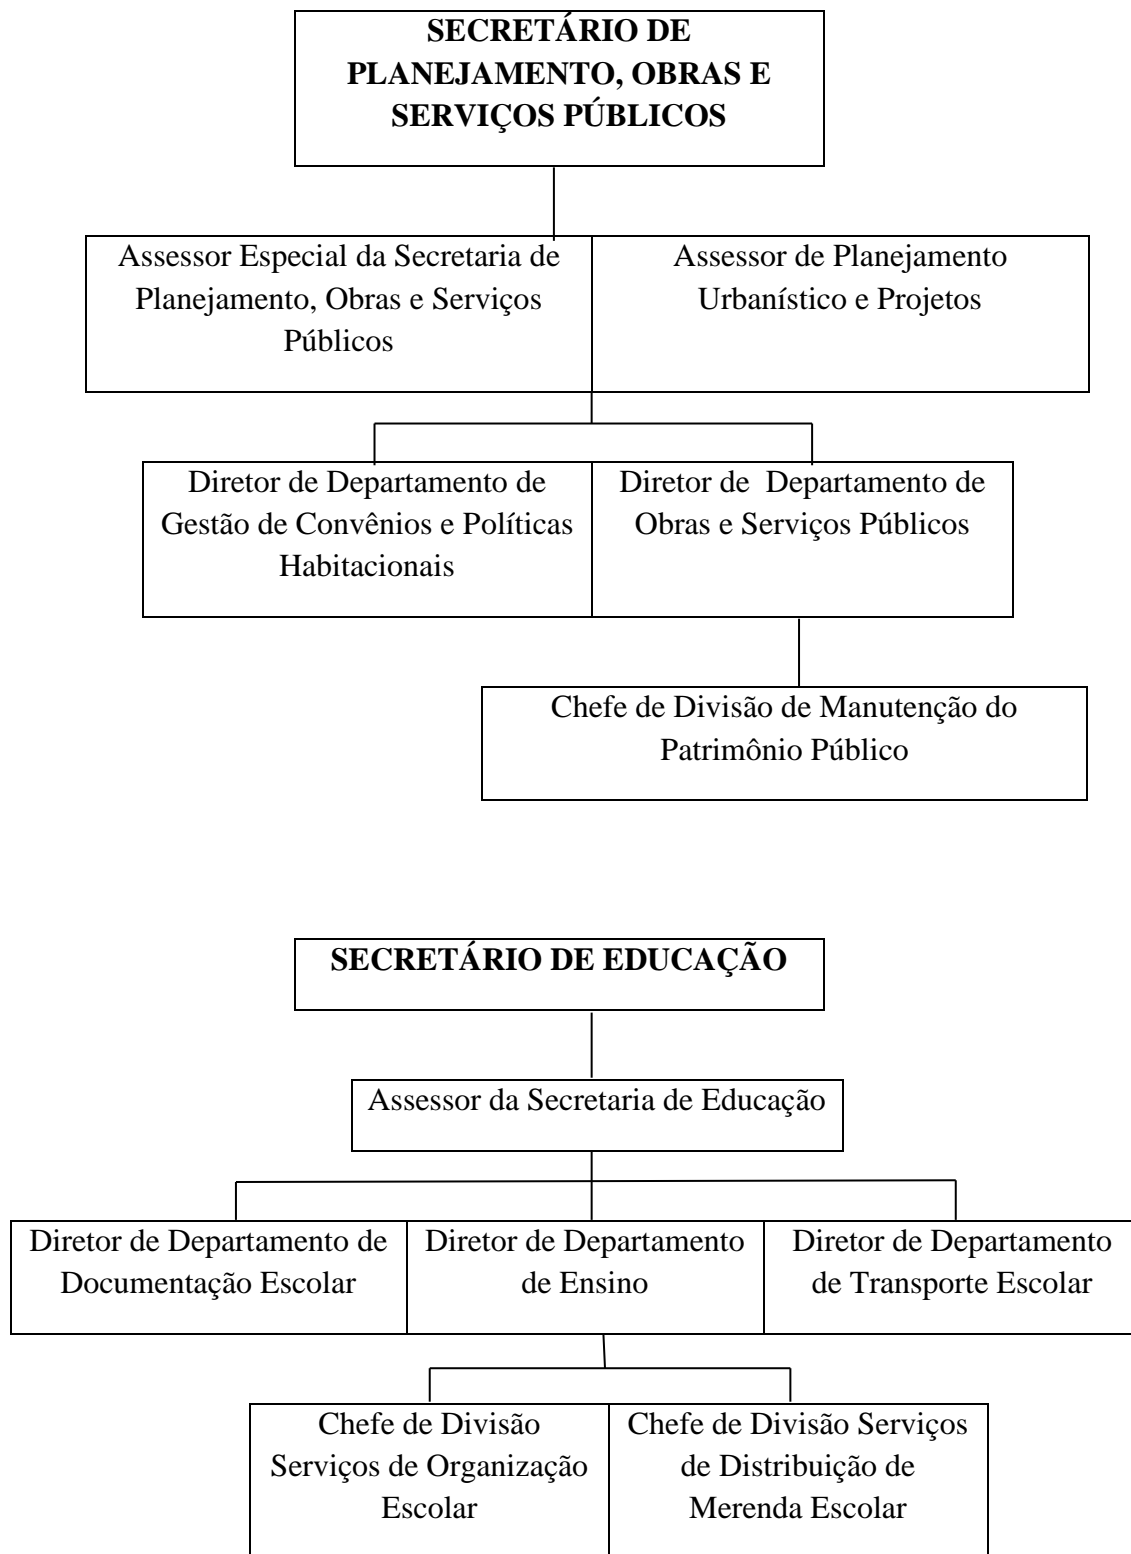 SECRETÁRIO DE
PLANEJAMENTO, OBRAS E
SERVIÇOS PÚBLICOS
Assessor Especial da Secretaria de
Planejamento, Obras e Serviços
Públicos
Assessor de Planejamento
Urbanístico e Projetos
Diretor de Departamento de
Gestão de Convênios e Políticas
Habitacionais
Diretor de  Departamento de
Obras e Serviços Públicos
Chefe de Divisão de Manutenção do
Patrimônio Público
SECRETÁRIO DE EDUCAÇÃO
Assessor da Secretaria de Educação
Diretor de Departamento de
Documentação Escolar
Diretor de Departamento
de Ensino
Diretor de Departamento
de Transporte Escolar
Chefe de Divisão
Serviços de Organização
Escolar
Chefe de Divisão Serviços
de Distribuição de
Merenda Escolar